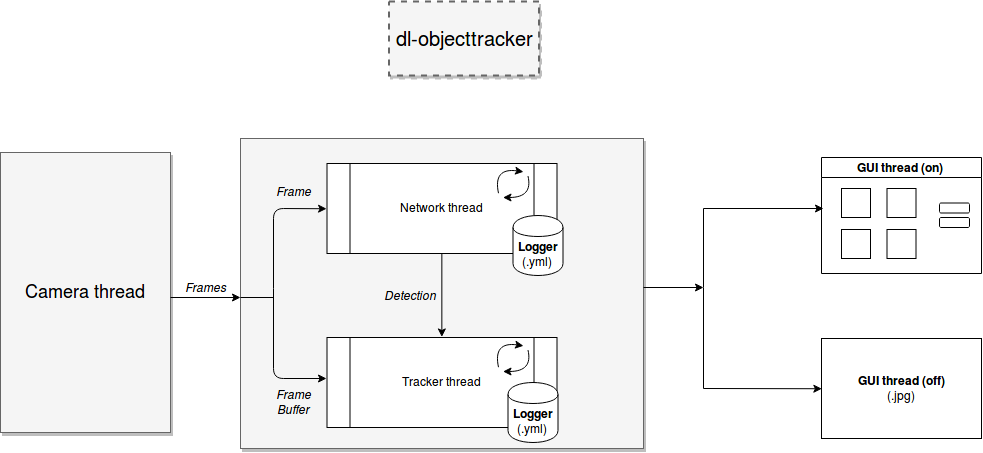 dl-objecttracker
Camera thread
Frames
Frame
Network thread
Logger
(.yml)
Detection
Frame
Buffer
Tracker thread
Logger
(.yml)
GUI thread (on)
GUI thread (off)
(.jpg)